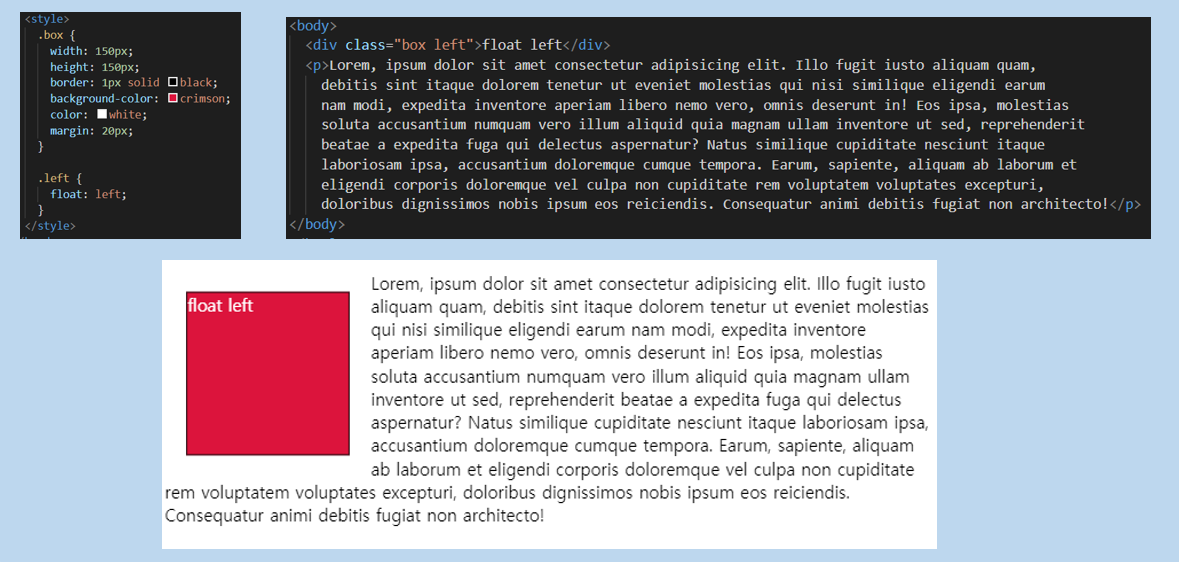 <style>
.box {
width: 150px;
height: 150px;
border: 1px solid black;
background-color: crimson;
color: white;
margin: 20px;
}
.left {
float: left;
}
</style>
<body>
<div class="box left">float left</div>
<p>Lorem, ipsum dolor sit amet consectetur adipisicing elit. Illo fugit iusto aliquam quam,
debitis sint itaque dolorem tenetur ut eveniet molestias qui nisi similique eligendi earum
nam modi, expedita inventore aperiam libero nemo vero, omnis deserunt in! Eos ipsa, molestias
soluta accusantium numquam vero illum aliquid quia magnam ullam inventore ut sed, reprehenderit
beatae a expedita fuga qui delectus aspernatur? Natus similique cupiditate nesciunt itaque
laboriosam ipsa, accusantium doloremque cumque tempora. Earum, sapiente, aliquam ab laborum et
eligendi corporis doloremque vel culpa non cupiditate rem voluptatem voluptates excepturi,
doloribus dignissimos nobis ipsum eos reiciendis. Consequatur animi debitis fugiat non architecto!</p>
</body>
float left
Lorem, ipsum dolor sit amet consectetur adipisicing elit. Illo fugit iusto
aliquam quam, debitis sint itaque dolorem tenetur ut eveniet molestias
qui nisi similique eligendi earum nam modi, expedita inventore
aperiam libero nemo vero, omnis deserunt in! Eos ipsa, molestias
soluta accusantium numquam vero illum aliquid quia magnam ullam
inventore ut sed, reprehenderit beatae a expedita fuga qui delectus
aspernatur? Natus similique cupiditate nesciunt itaque laboriosam ipsa,
accusantium doloremque cumque tempora. Earum, sapiente, aliquam
ab laborum et eligendi corporis doloremque vel culpa non cupiditate
rem voluptatem voluptates excepturi, doloribus dignissimos nobis ipsum eos reiciendis.
Consequatur animi debitis fugiat non architecto!